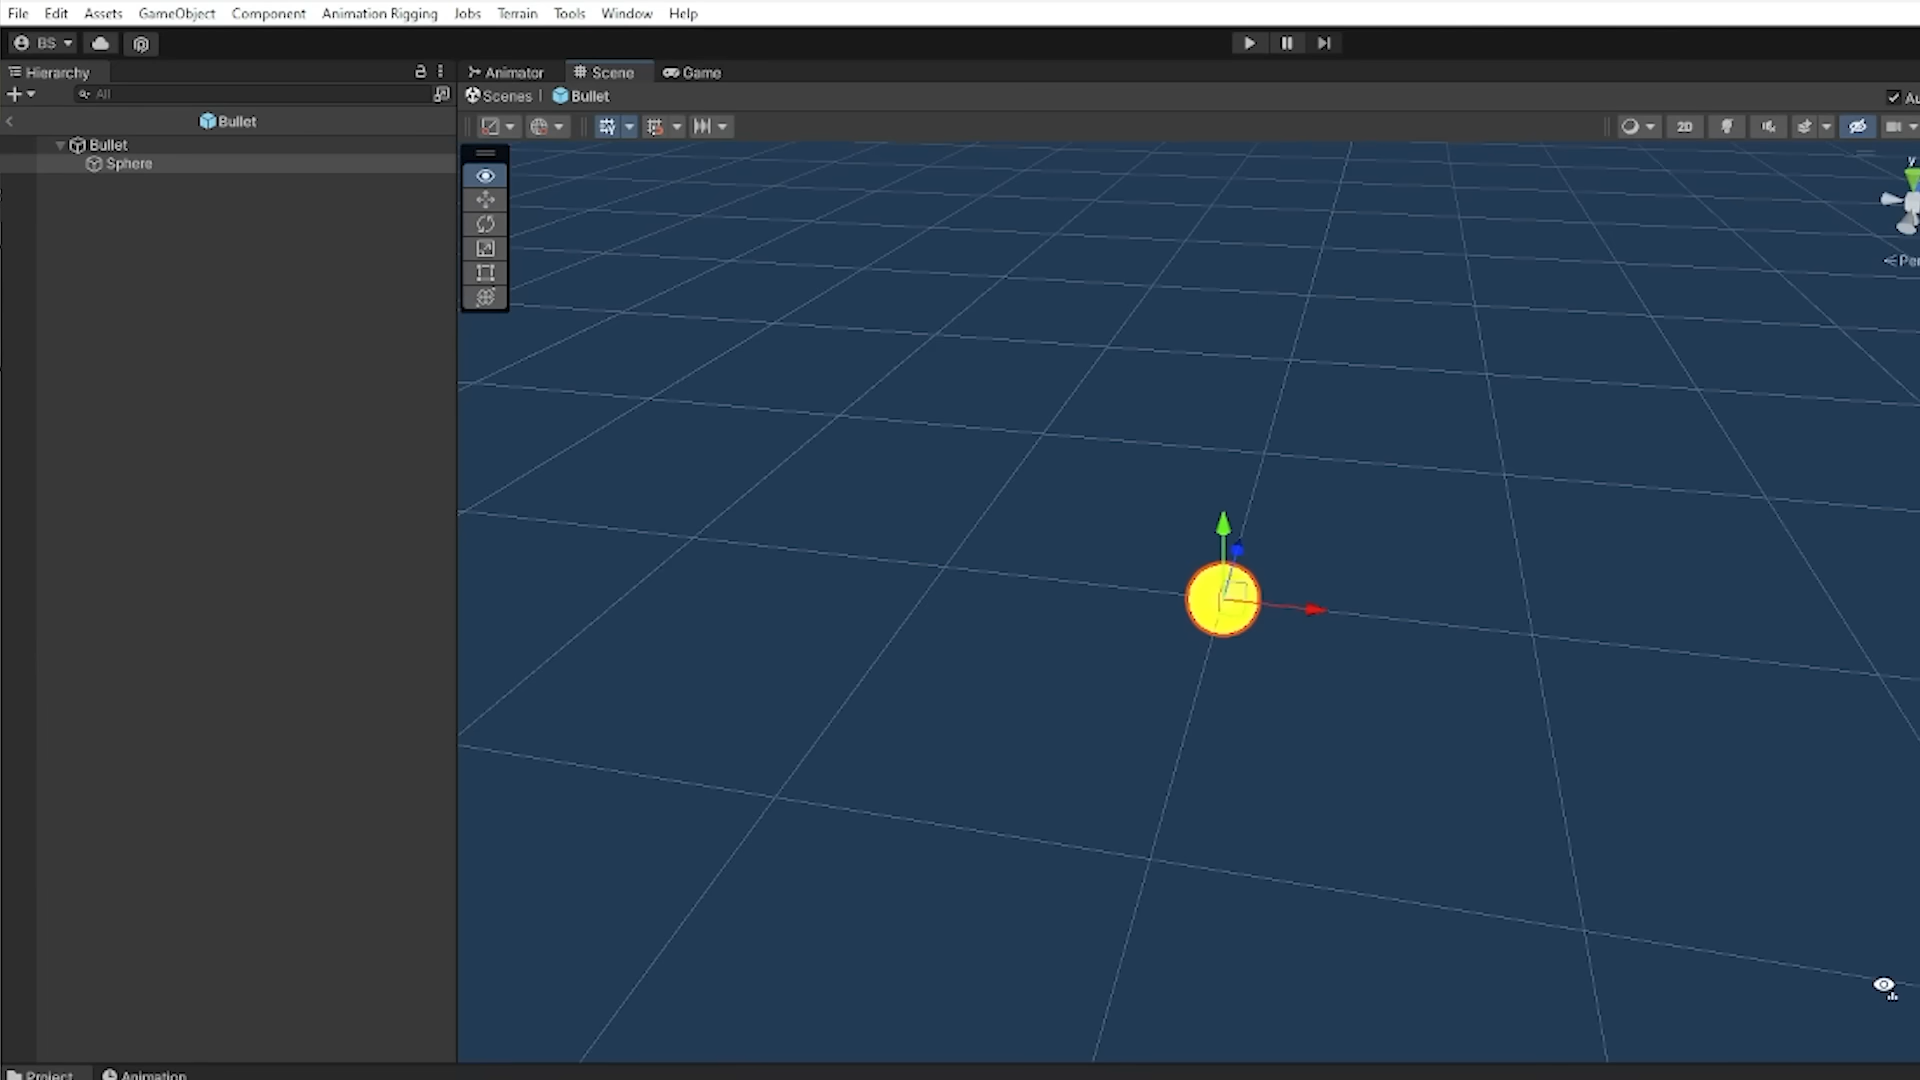 File Edit Assets GameObject Component Animation Rigging Jobs Terrain Tools Window Help
BS
Hierarchy
All
Bullet
Bullet
Sphere
Animator Scene Game
Scenes | Bullet
2D
y
Project Animation